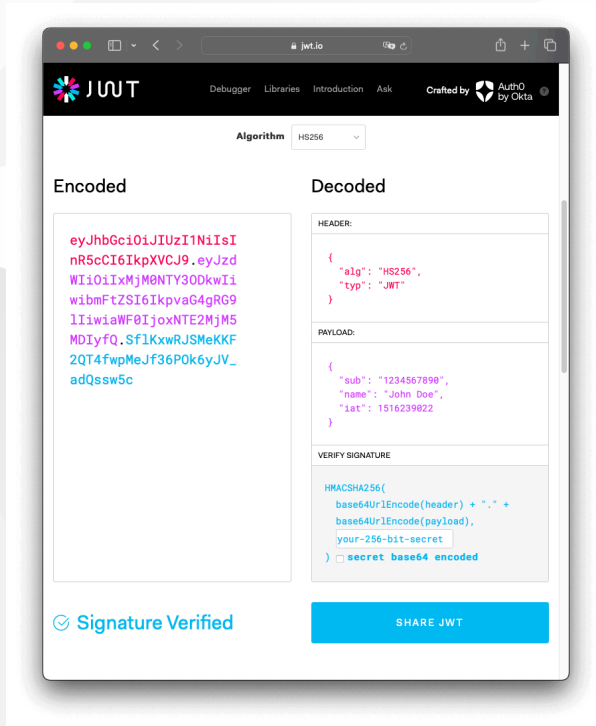 jwt.io
JWT
Debugger Libraries Introduction Ask
Crafted by Auth0 by Okta
?
Algorithm HS256
Encoded
eyJhbGciOiJIUzI1NiIsI
nR5cCI6IkpXVCJ9.eyJzd
WIiOiIxMjM0NTY3ODkwIi
wibmFtZSI6IkpvaG4gRG9
lIiwiaWF0IjoxNTE2MjM5
MDIyfQ.SflKxwRJSMeKKF
2QT4fwpMeJf36POk6yJV_
adQssw5c
Signature Verified
Decoded
HEADER:
{
"alg": "HS256",
"typ": "JWT"
}
PAYLOAD:
{
"sub": "1234567890",
"name": "John Doe",
"iat": 1516239022
}
VERIFY SIGNATURE
HMACSHA256(
base64UrlEncode(header) + "." +
base64UrlEncode(payload),
your-256-bit-secret
) secret base64 encoded
SHARE JWT